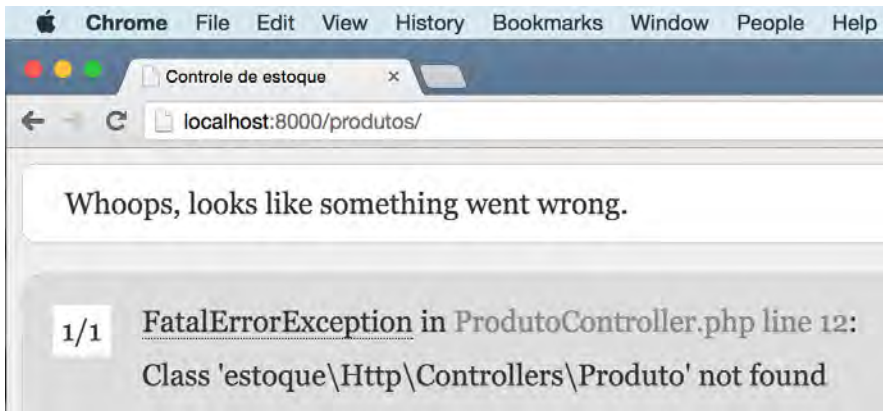 Chrome File Edit View History Bookmarks Window People Help
Controle de estoque ×
localhost:8000/produtos/
Whoops, looks like something went wrong.
1/1 FatalErrorException in ProdutoController.php line 12:
Class 'estoque\Http\Controllers\Produto' not found